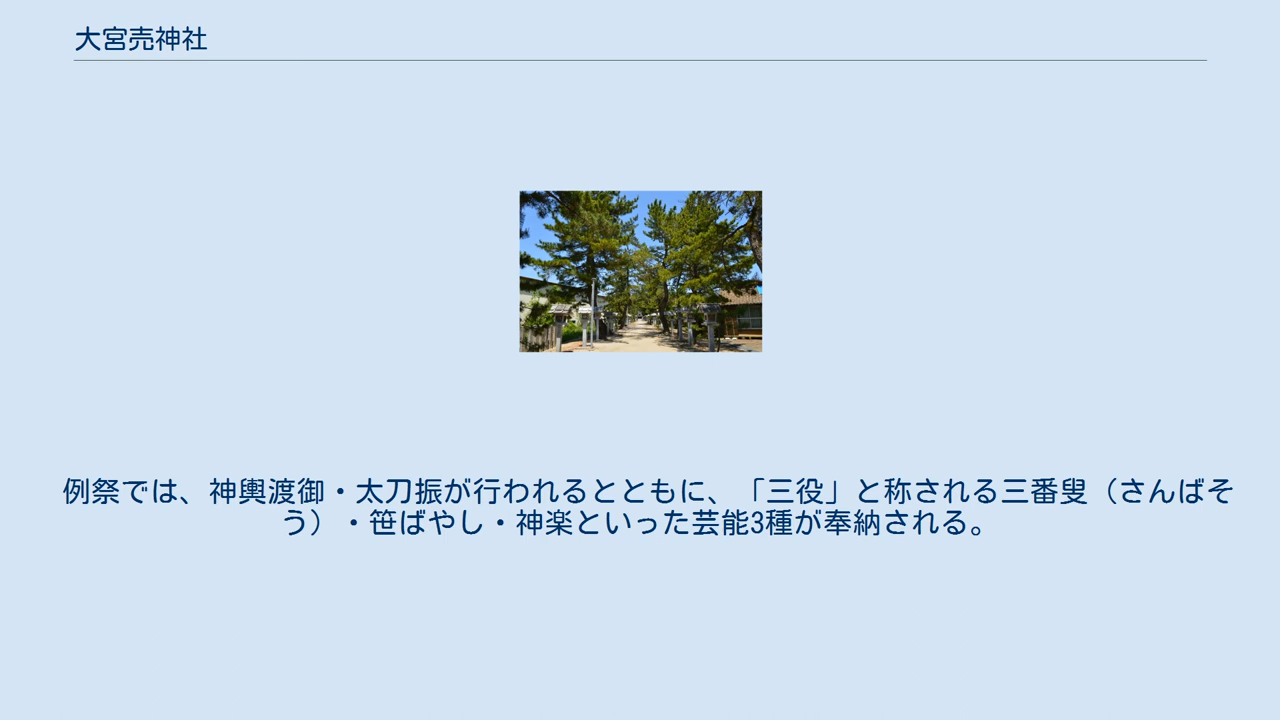 大宮売神社
例祭では、神輿渡御・太刀振が行われるとともに、「三役」と称される三番叟（さんばそ
う）・笹ばやし・神楽といった芸能3種が奉納される。